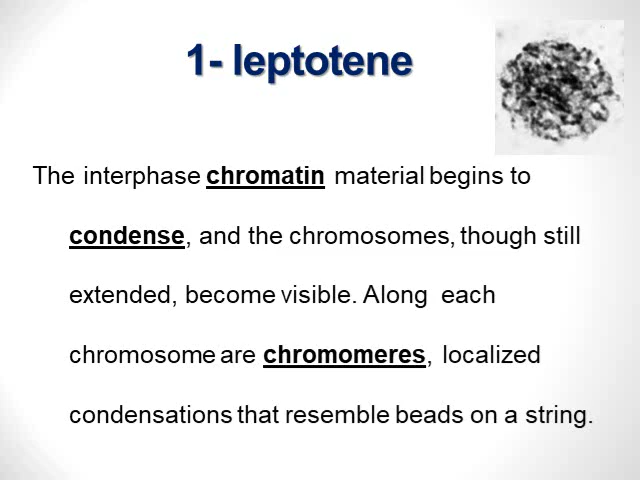 1- leptotene
The interphase chromatin material begins to
condense, and the chromosomes, though still
extended, become visible. Along each
chromosome are chromomeres, localized
condensations that resemble beads on a string.